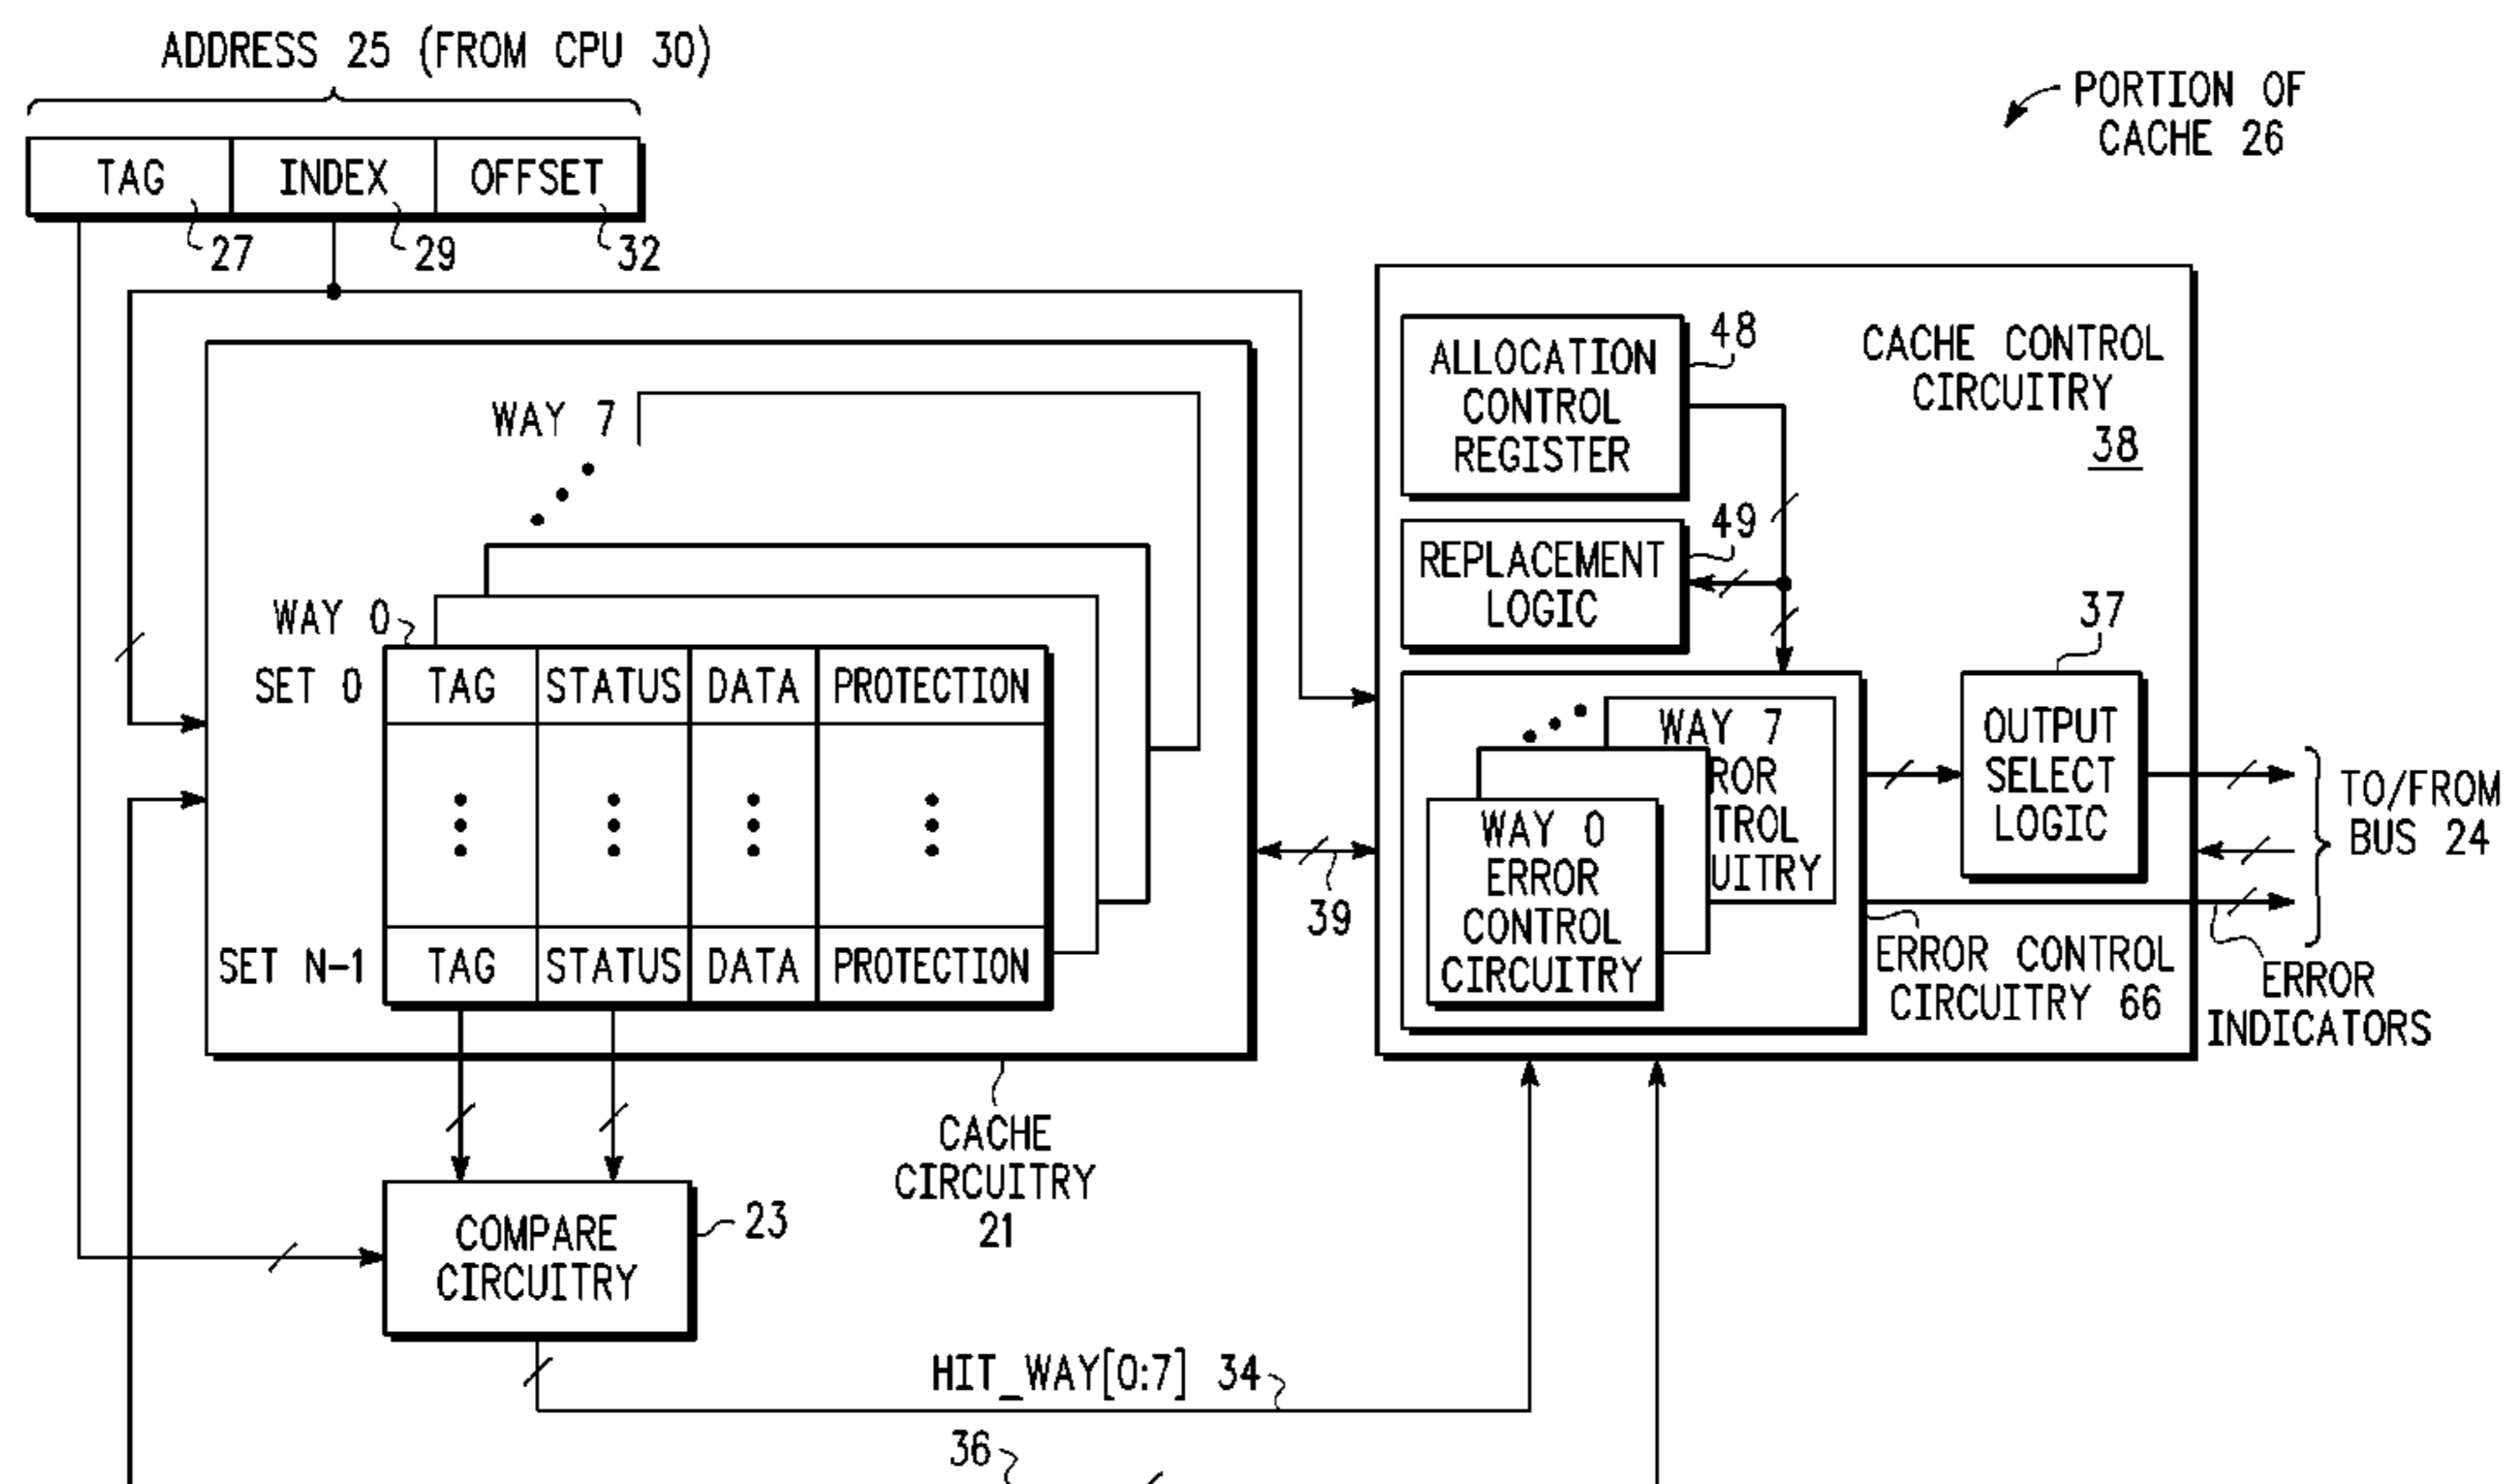 ADDRESS 25 (FROM CPU 30)
PORTION OF
CACHE 26
TAG INDEX OFFSET
27 29 32
48
ALLOCATION
CONTROL
REGISTER
CACHE CONTROL
CIRCUITRY
38
WAY 7
49
REPLACEMENT
LOGIC
37
WAY 0
SET 0 TAG STATUS DATA PROTECTION
WAY 7
ROR
TROL
UITRY
OUTPUT
SELECT
LOGIC
TO/FROM
BUS 24
WAY 0
ERROR
CONTROL
CIRCUITRY
39
SET N-1 TAG STATUS DATA PROTECTION
ERROR CONTROL
CIRCUITRY 66
ERROR
INDICATORS
CACHE
CIRCUITRY
21
COMPARE
CIRCUITRY
23
HIT_WAY[0:7] 34
36